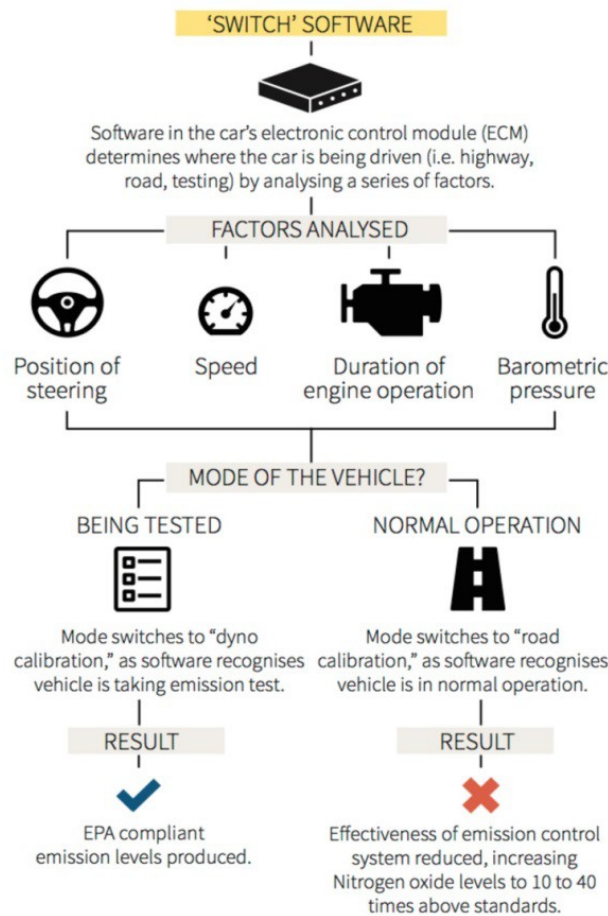 ‘SWITCH’ SOFTWARE
Software in the car’s electronic control module (ECM)
determines where the car is being driven (i.e. highway,
road, testing) by analysing a series of factors.
FACTORS ANALYSED
Position of
steering
Speed
Duration of
engine operation
Barometric
pressure
MODE OF THE VEHICLE?
BEING TESTED
Mode switches to “dyno
calibration,” as software recognises
vehicle is taking emission test.
RESULT
EPA compliant
emission levels produced.
NORMAL OPERATION
Mode switches to “road
calibration,” as software recognises
vehicle is in normal operation.
RESULT
Effectiveness of emission control
system reduced, increasing
Nitrogen oxide levels to 10 to 40
times above standards.